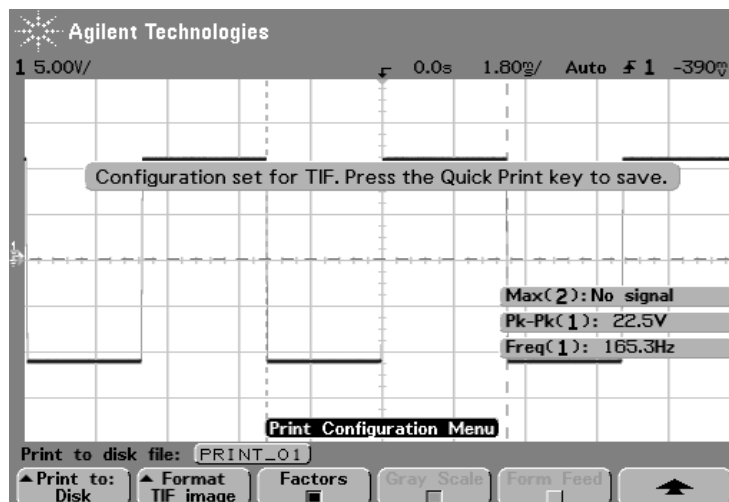 Agilent Technologies
1 5.00V/ 0.0s 1.80ms/ Auto 1 -390mV
Configuration set for TIF. Press the Quick Print key to save.
1
Max(2):No signal
Pk-Pk(1): 22.5V
Freq(1): 165.3Hz
Print Configuration Menu
Print to disk file: PRINT_01
Print to: Disk
Format TIF image
Factors
Gray Scale
Form Feed